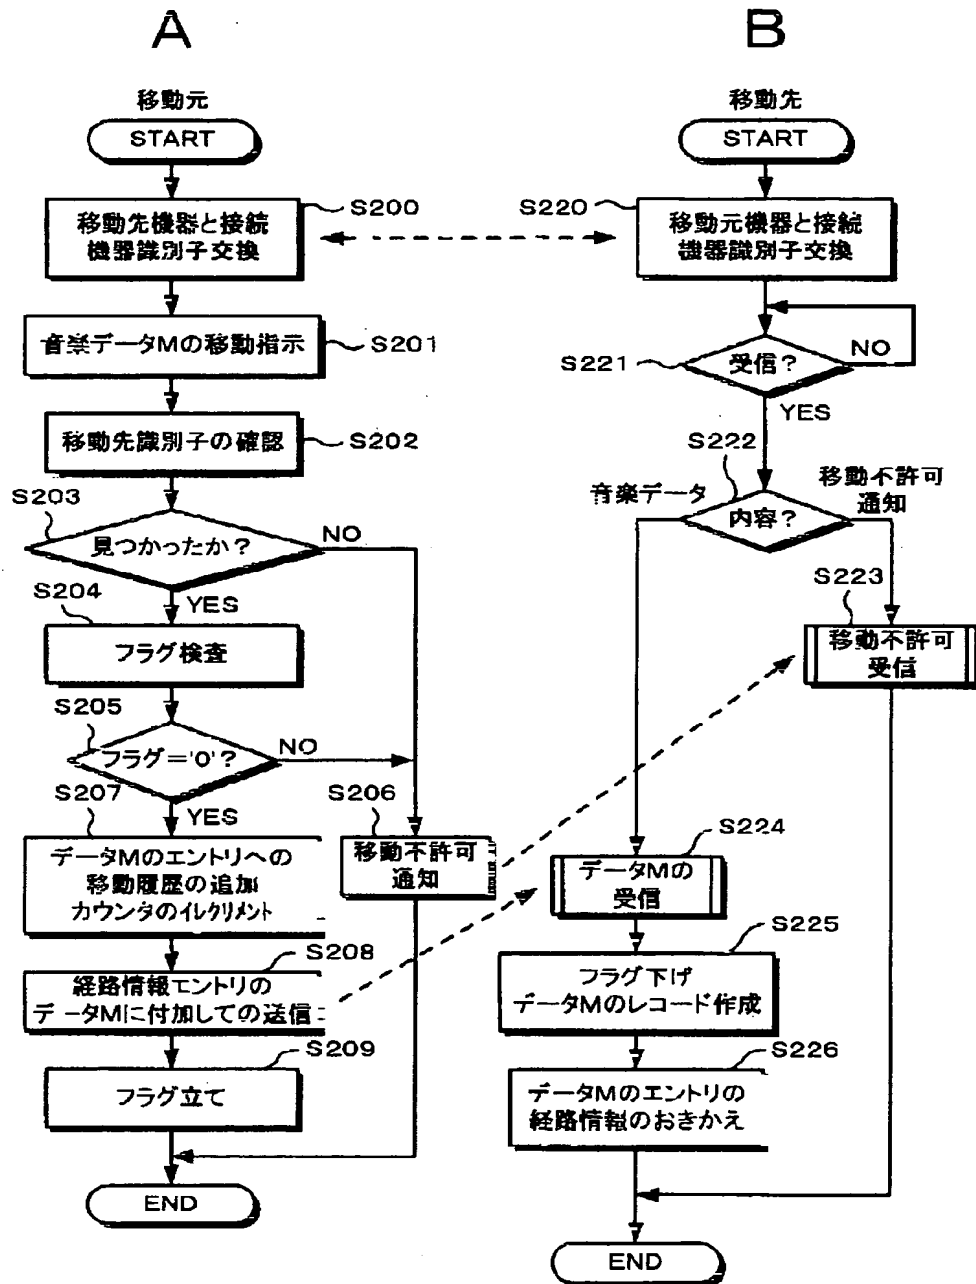 A
移動元
START
移動先機器と接続
機器識別子交換
S200
音楽データMの移動指示
S201
移動先識別子の確認
S202
S203
見つかったか?
NO
S204
YES
フラグ検査
S205
フラグ='0'?
NO
S207
YES
S206
データMのエントリへの
移動履歴の追加
カウンタのイレクリメント
移動不許可
通知
S208
経路情報エントリの
データMに付加しての送信
S209
フラグ立て
END
B
移動先
START
S220
移動元機器と接続
機器識別子交換
S221
受信?
NO
YES
S222
音楽データ
内容?
移動不許可
通知
S223
移動不許可
受信
S224
データMの
受信
S225
フラグ下げ
データMのレコード作成
S226
データMのエントリの
経路情報のおきかえ
END